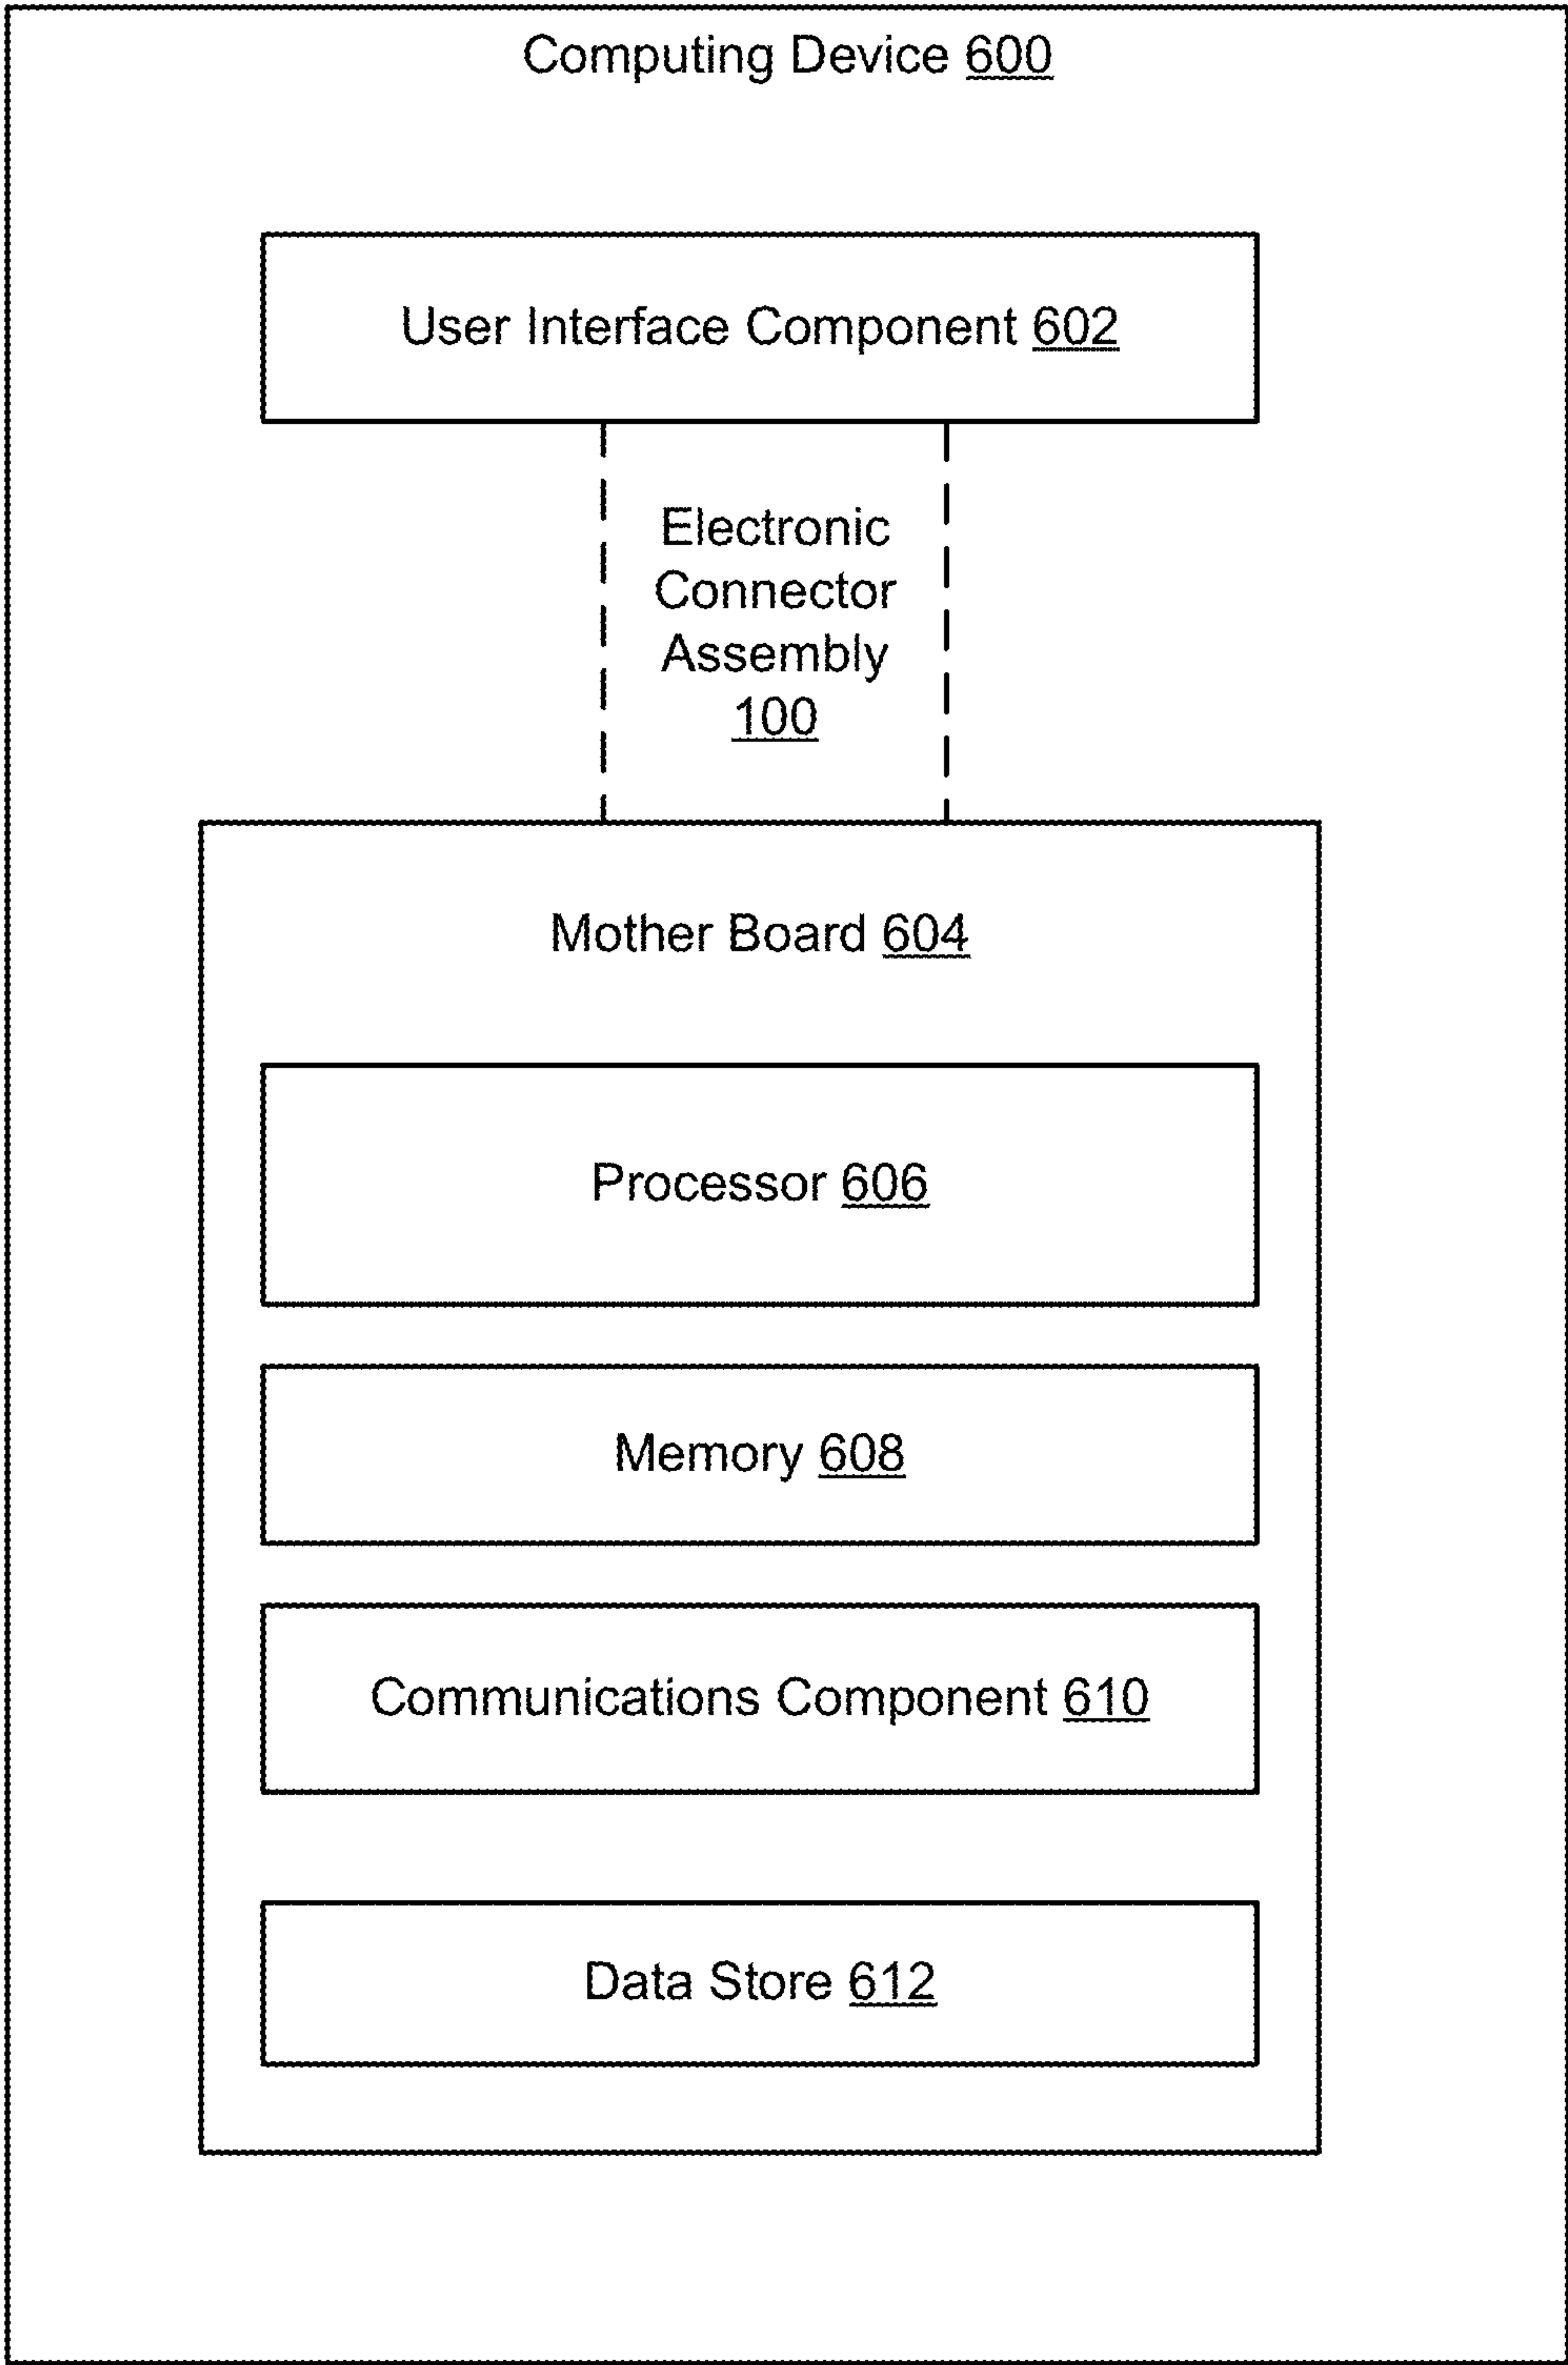 Computing Device 600
User Interface Component 602
Electronic
Connector
Assembly
100
Mother Board 604
Processor 606
Memory 608
Communications Component 610
Data Store 612